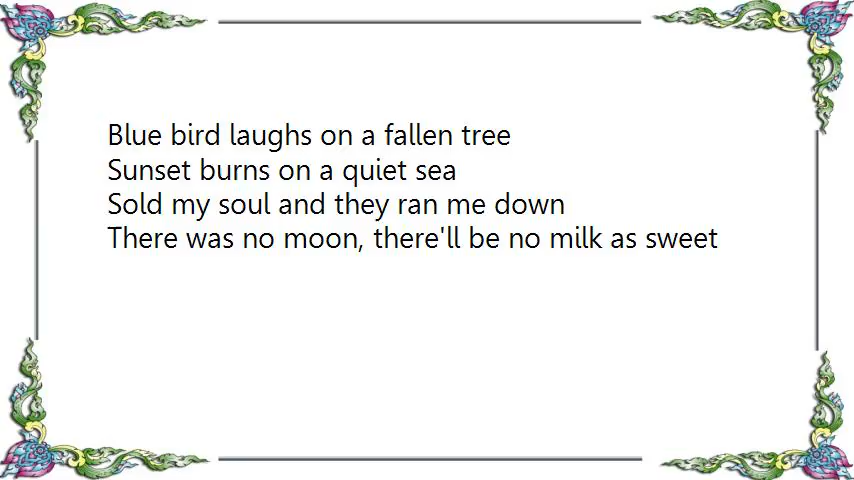 Blue bird laughs on a fallen tree
Sunset burns on a quiet sea
Sold my soul and they ran me down
There was no moon, there'll be no milk as sweet